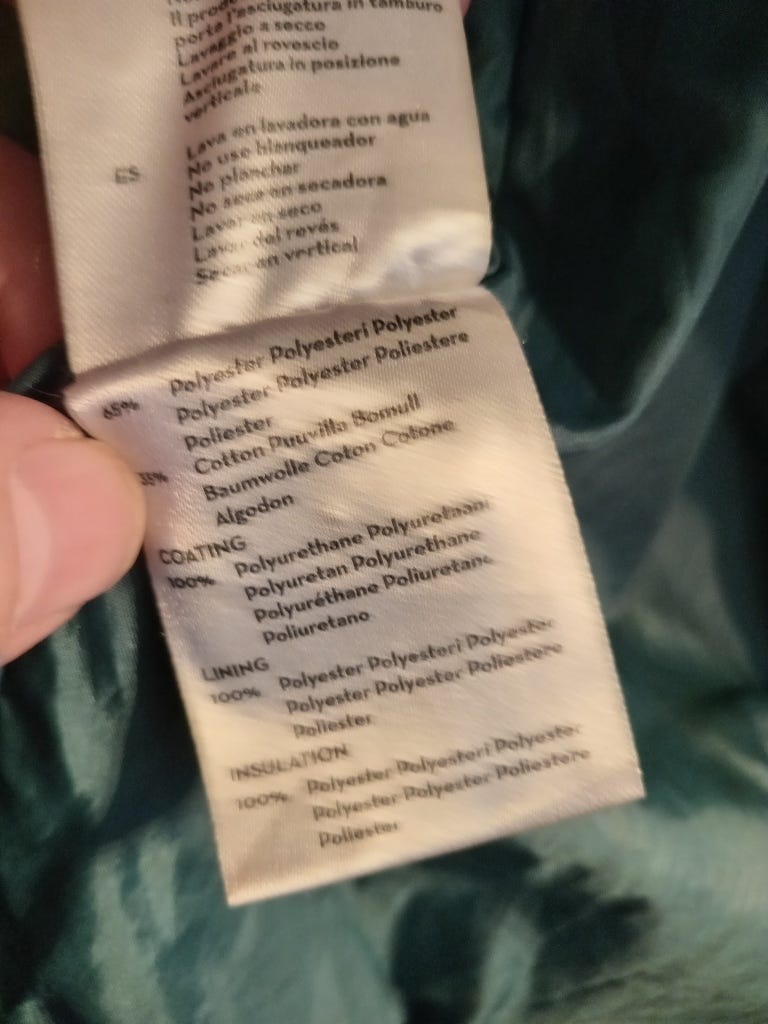 Il prod
porta l'asciugatura in tamburo
Lavaggio a secco
Lavare al rovescio
Asciugatura in posizione
verticale
ES Lava en lavadora con agua
No use blanqueador
No planchar
No seca en secadora
Lavar en seco
Lavar del revés
Secar en vertical
65% Polyester Polyesteri Polyester
Polyester Polyester Poliestere
Poliester
35% Cotton Puuvilla Bomull
Baumwolle Coton Cotone
Algodon
COATING
100% Polyurethane Polyuretaani
Polyuretan Polyurethane
Polyuréthane Poliuretano
Poliuretano
LINING
100% Polyester Polyesteri Polyester
Polyester Polyester Poliestere
Poliester
INSULATION
100% Polyester Polyesteri Polyester
Polyester Polyester Poliestere
Poliester